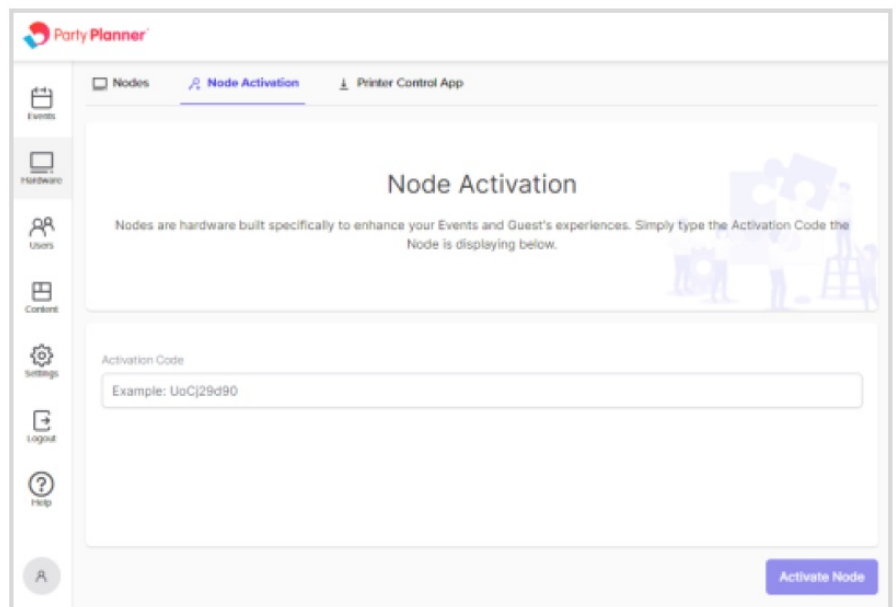 Party Planner
Nodes
Node Activation
Printer Control App
Events
Hardware
Users
Content
Settings
Logout
Help
Node Activation
Nodes are hardware built specifically to enhance your Events and Guest's experiences. Simply type the Activation Code the
Node is displaying below.
Activation Code
Example: UoCj29d90
Activate Node